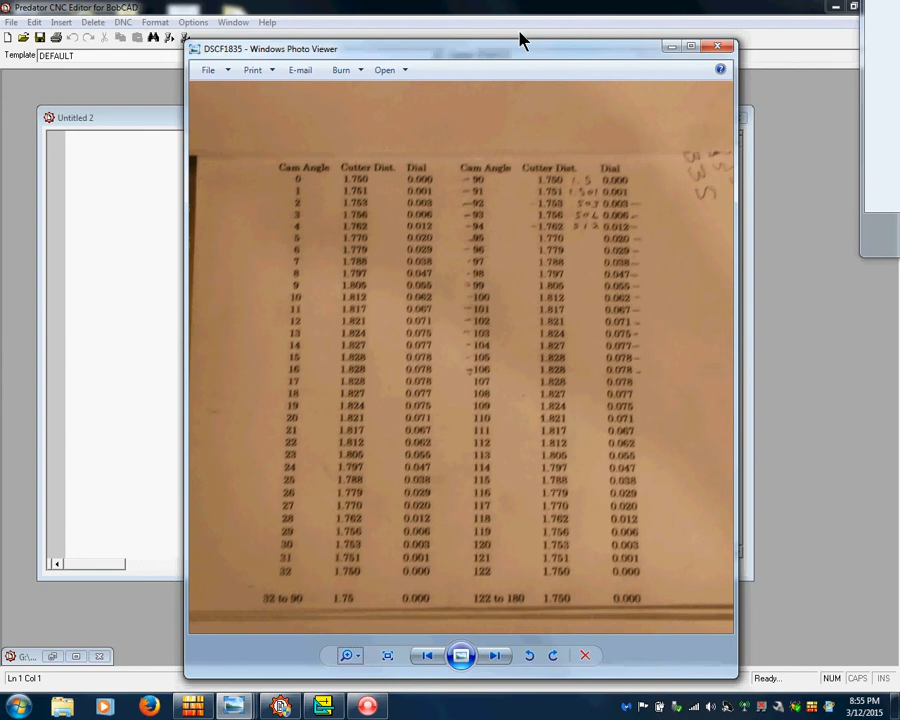 Predator CNC Editor for BobCAD
File Edit Insert Delete DNC Format Options Window Help
Template DEFAULT
Untitled 2
DSCF1835 - Windows Photo Viewer
File Print E-mail Burn Open
Cam Angle Cutter Dist. Dial Cam Angle Cutter Dist. Dial
0 1.750 0.000 - 90 1.750 1.5 0.000
1 1.751 0.001 - 91 1.751 1.501 0.001
2 1.753 0.003 -92 1.753 503 0.003
3 1.756 0.006 -93 1.756 506 0.006
4 1.762 0.012 -94 1.762 512 0.012
5 1.770 0.020 95 1.770 0.020
6 1.779 0.029 - 96 1.779 0.029
7 1.788 0.038 - 97 1.788 0.038
8 1.797 0.047 - 98 1.797 0.047
9 1.805 0.055 - 99 1.805 0.055
10 1.812 0.062 -100 1.812 0.062
11 1.817 0.067 - 101 1.817 0.067
12 1.821 0.071 - 102 1.821 0.071
13 1.824 0.075 - 103 1.824 0.075
14 1.827 0.077 - 104 1.827 0.077
15 1.828 0.078 - 105 1.828 0.078
16 1.828 0.078 106 1.828 0.078
17 1.828 0.078 107 1.828 0.078
18 1.827 0.077 108 1.827 0.077
19 1.824 0.075 109 1.824 0.075
20 1.821 0.071 110 1.821 0.071
21 1.817 0.067 111 1.817 0.067
22 1.812 0.062 112 1.812 0.062
23 1.805 0.055 113 1.805 0.055
24 1.797 0.047 114 1.797 0.047
25 1.788 0.038 115 1.788 0.038
26 1.779 0.029 116 1.779 0.029
27 1.770 0.020 117 1.770 0.020
28 1.762 0.012 118 1.762 0.012
29 1.756 0.006 119 1.756 0.006
30 1.753 0.003 120 1.753 0.003
31 1.751 0.001 121 1.751 0.001
32 1.750 0.000 122 1.750 0.000
32 to 90 1.75 0.000 122 to 180 1.750 0.000
G:\...
Ln 1 Col 1 Ready... NUM CAPS INS
8:55 PM
3/12/2015